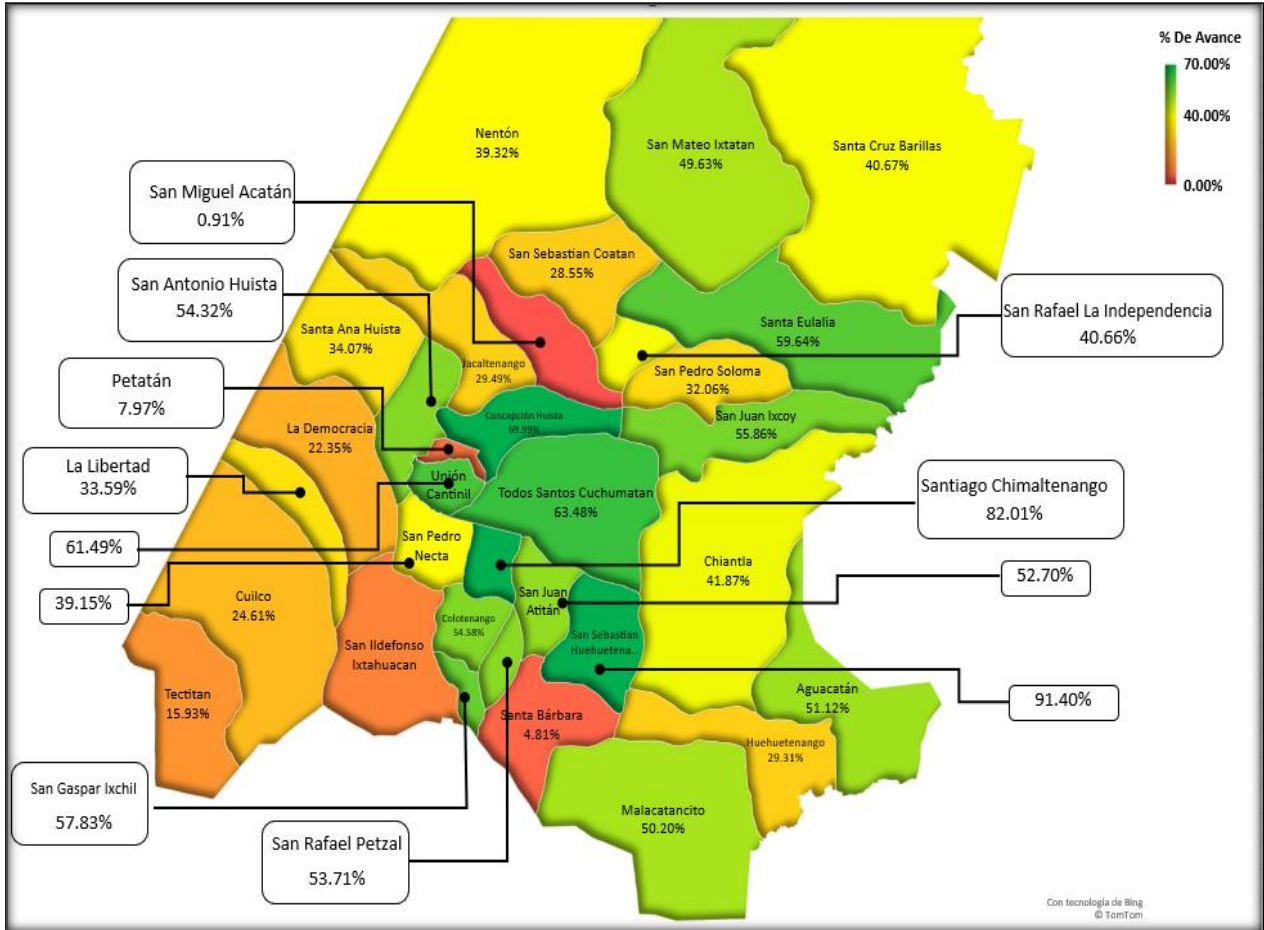 % De Avance
70.00%
40.00%
0.00%
Nentón
39.32%
San Mateo Ixtatan
49.63%
Santa Cruz Barillas
40.67%
San Miguel Acatán
0.91%
San Sebastian Coatan
28.55%
San Antonio Huista
54.32%
San Rafael La Independencia
40.66%
Santa Ana Huista
34.07%
Jacaltenango
29.49%
Santa Eulalia
59.64%
San Pedro Soloma
32.06%
Petatán
7.97%
Concepción Huista
69.99%
San Juan Ixcoy
55.86%
La Democracia
22.35%
La Libertad
33.59%
Unión
Cantinil
Todos Santos Cuchumatan
63.48%
Santiago Chimaltenango
82.01%
61.49%
San Pedro
Necta
Chiantla
41.87%
52.70%
39.15%
Cuilco
24.61%
San Juan
Atitán
Colotenango
54.58%
San Sebastian
Huehuetena...
San Ildefonso
Ixtahuacan
Tectitan
15.93%
Aguacatán
51.12%
91.40%
Santa Bárbara
4.81%
Huehuetenango
29.31%
San Gaspar Ixchil
57.83%
Malacatancito
50.20%
San Rafael Petzal
53.71%
Con tecnología de Bing
© TomTom